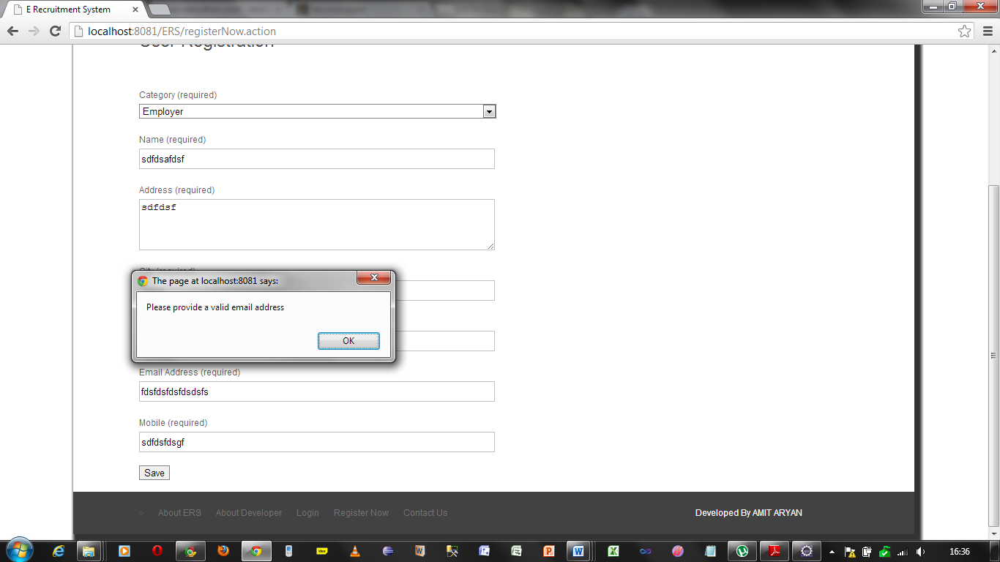 E Recruitment System
localhost:8081/ERS/registerNow.action
User Registration
Category (required)
Employer
Name (required)
sdfdsafdsf
Address (required)
sdfdsf
City (required)
The page at localhost:8081 says:
Please provide a valid email address
OK
Email Address (required)
fdsfdsfdsfdsdsfs
Mobile (required)
sdfdsfdsgf
Save
About ERS About Developer Login Register Now Contact Us Developed By AMIT ARYAN
16:36